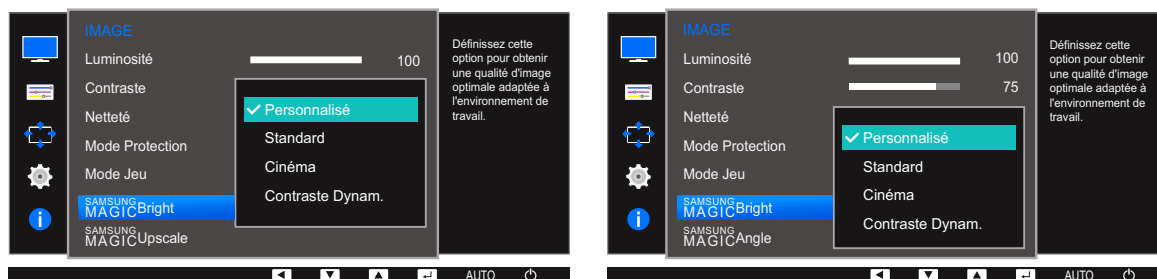 IMAGE
Luminosité 100
Contraste
Netteté
Mode Protection
Mode Jeu
SAMSUNG
MAGICBright
SAMSUNG
MAGICUpscale
Personnalisé
Standard
Cinéma
Contraste Dynam.
Définissez cette
option pour obtenir
une qualité d'image
optimale adaptée à
l'environnement de
travail.
AUTO
IMAGE
Luminosité 100
Contraste 75
Netteté
Mode Protection
Mode Jeu
SAMSUNG
MAGICBright
SAMSUNG
MAGICAngle
Personnalisé
Standard
Cinéma
Contraste Dynam.
Définissez cette
option pour obtenir
une qualité d'image
optimale adaptée à
l'environnement de
travail.
AUTO